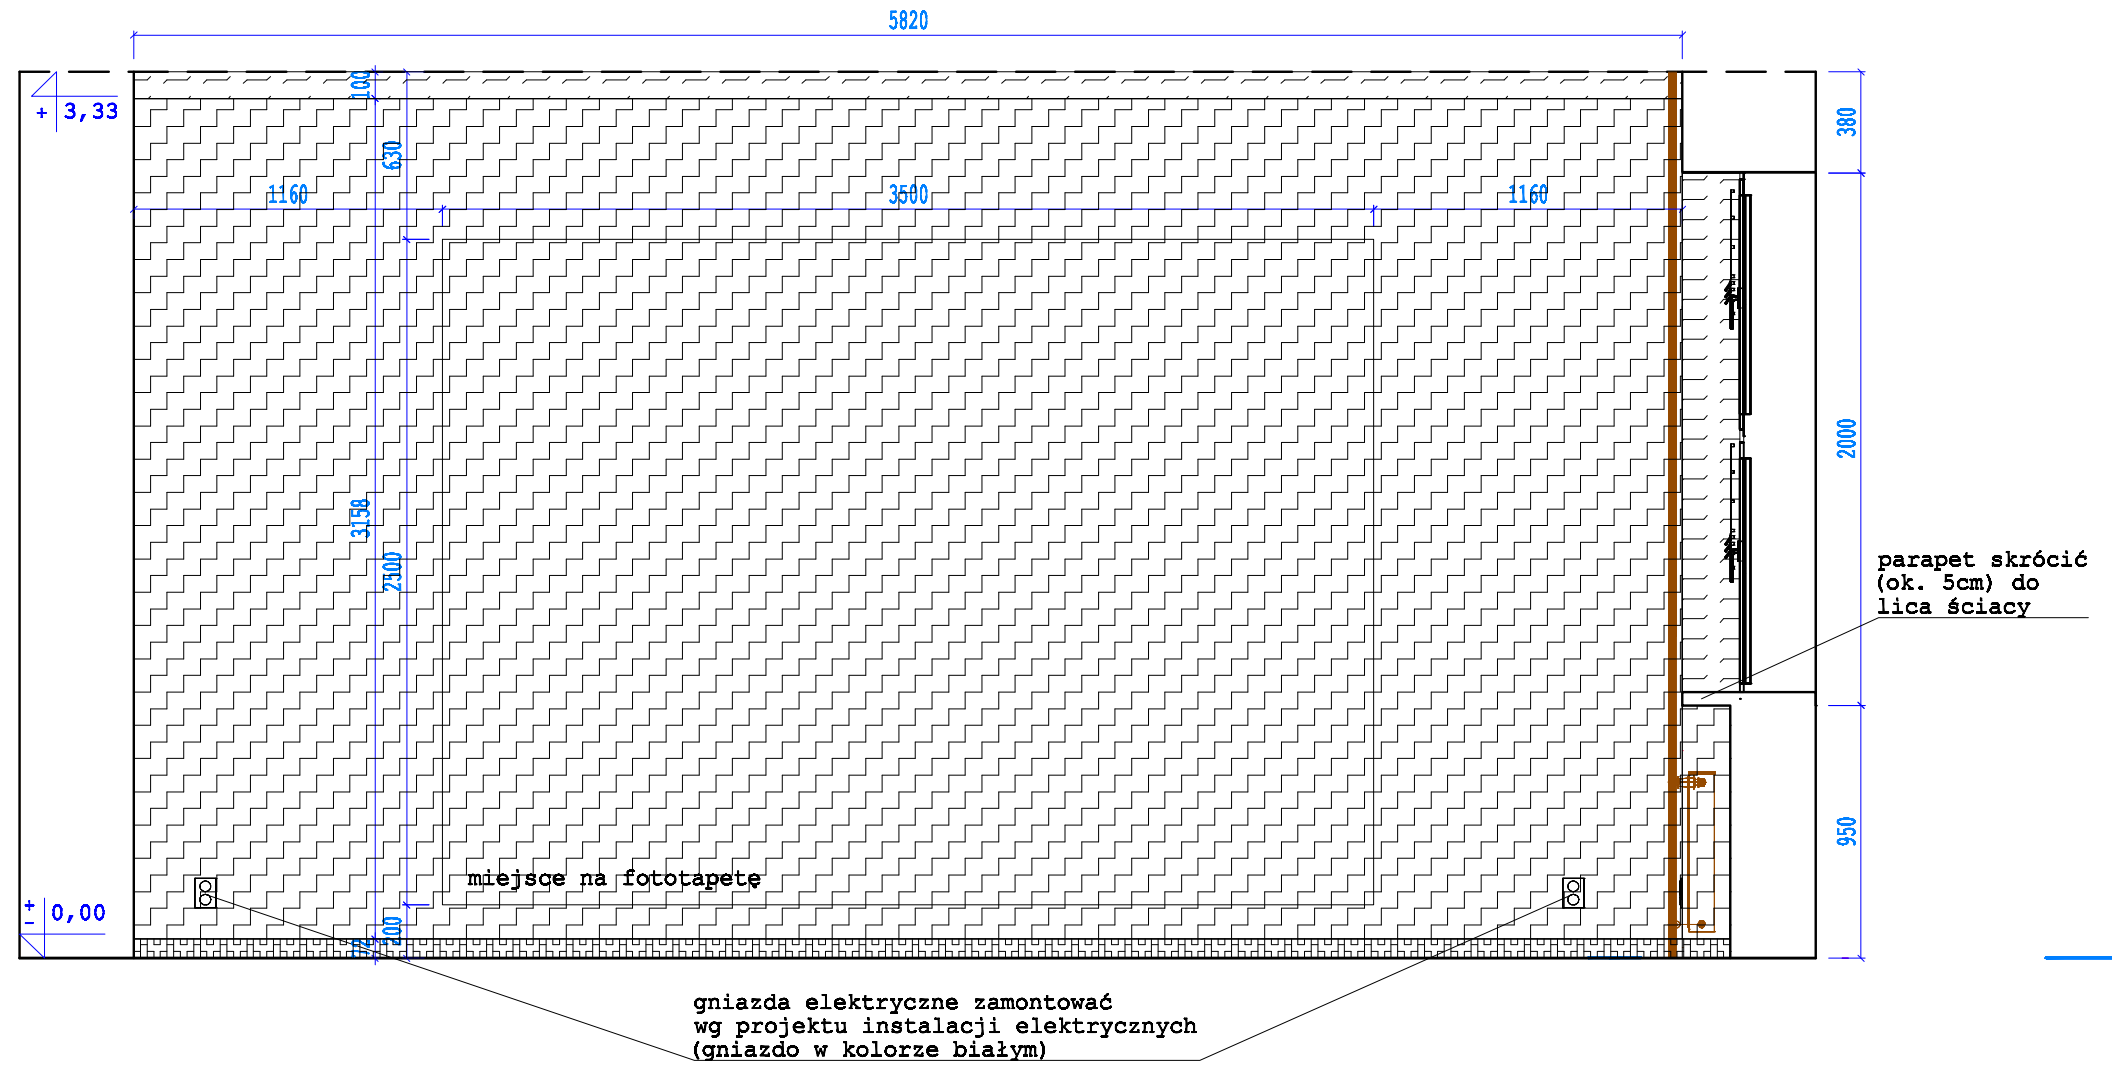 5820
100
+ 3,33
380
630
1160
3500
1160
2000
3158
2500
parapet skrócić
(ok. 5cm) do
lica ściacy
950
miejsce na fototapetę
+
- 0,00
200
72
gniazda elektryczne zamontować
wg projektu instalacji elektrycznych
(gniazdo w kolorze białym)